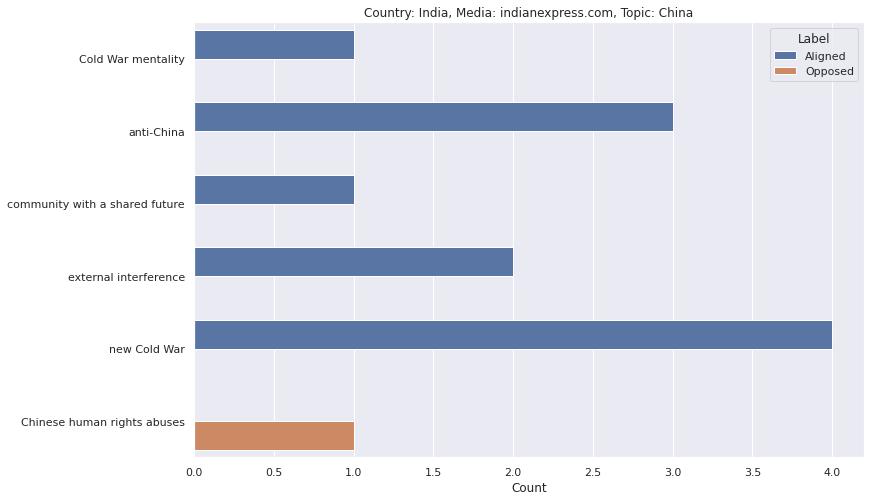 Country: India, Media: indianexpress.com, Topic: China
Label
Aligned
Opposed
Cold War mentality
anti-China
community with a shared future
external interference
new Cold War
Chinese human rights abuses
0.0 0.5 1.0 1.5 2.0 2.5 3.0 3.5 4.0
Count